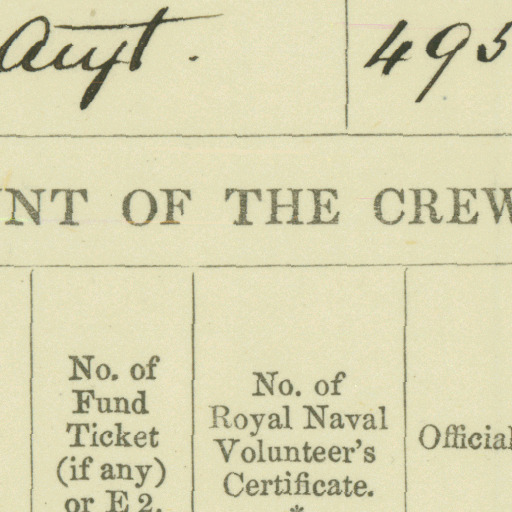 495
NT OF THE CREW
No. of
Fund
Ticket
(if any)
or E 2.
No. of
Royal Naval
Volunteer's
Certificate.
*
Official